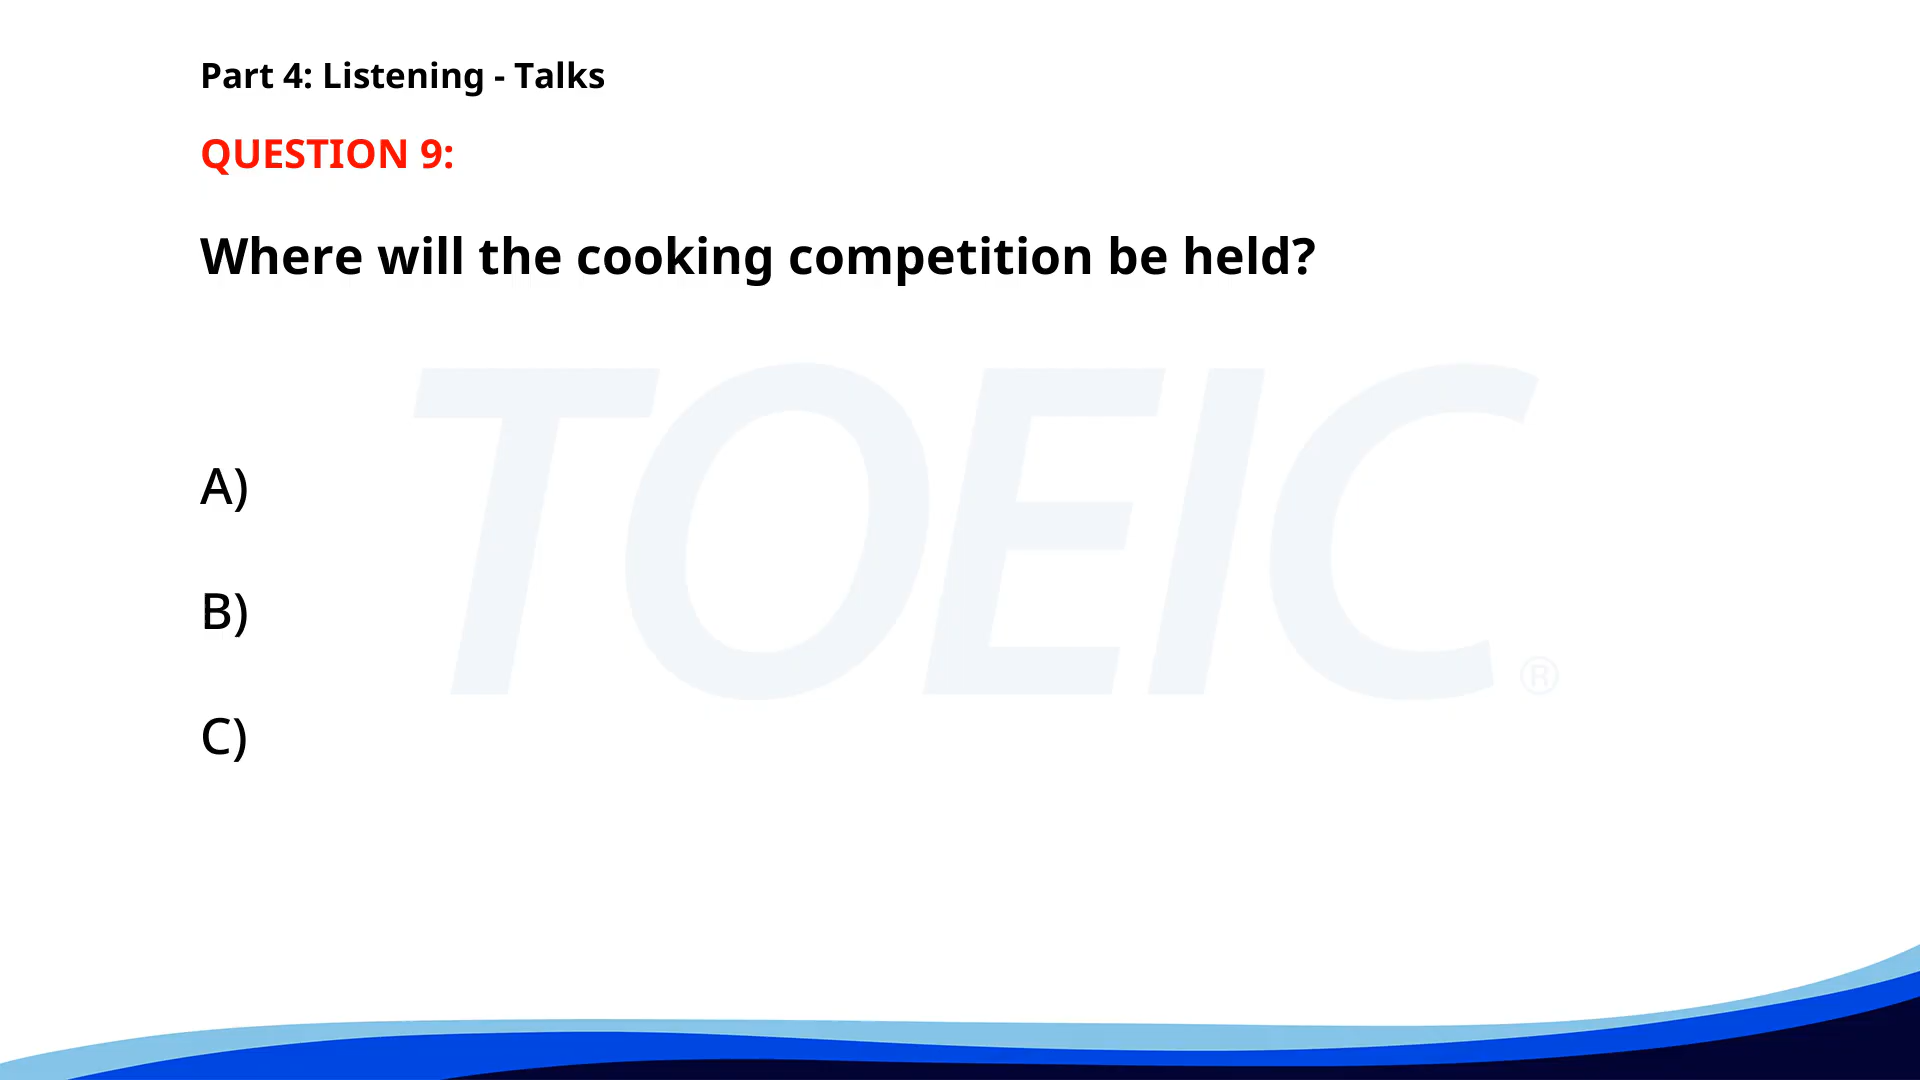 Part 4: Listening - Talks
QUESTION 9:
Where will the cooking competition be held?
TOEIC®
A)
B)
C)